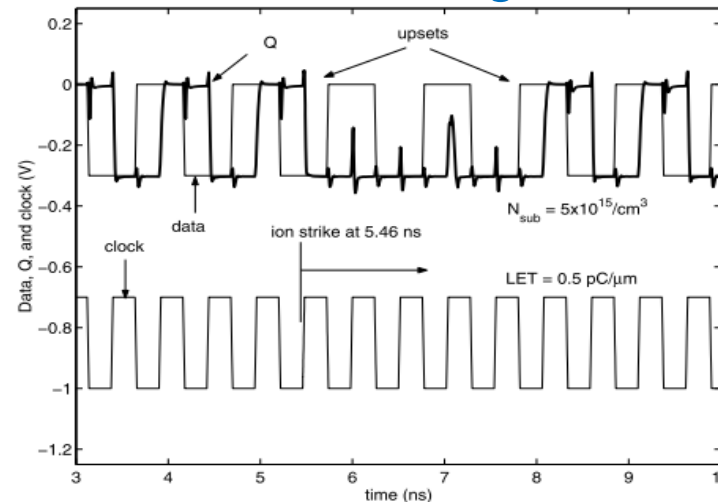 0.2
0
−0.2
−0.4
−0.6
−0.8
−1
−1.2
Data, Q, and clock (V)
Q
upsets
data
N_sub = 5x10^15/cm^3
ion strike at 5.46 ns
clock
LET = 0.5 pC/μm
3 4 5 6 7 8 9
time (ns)